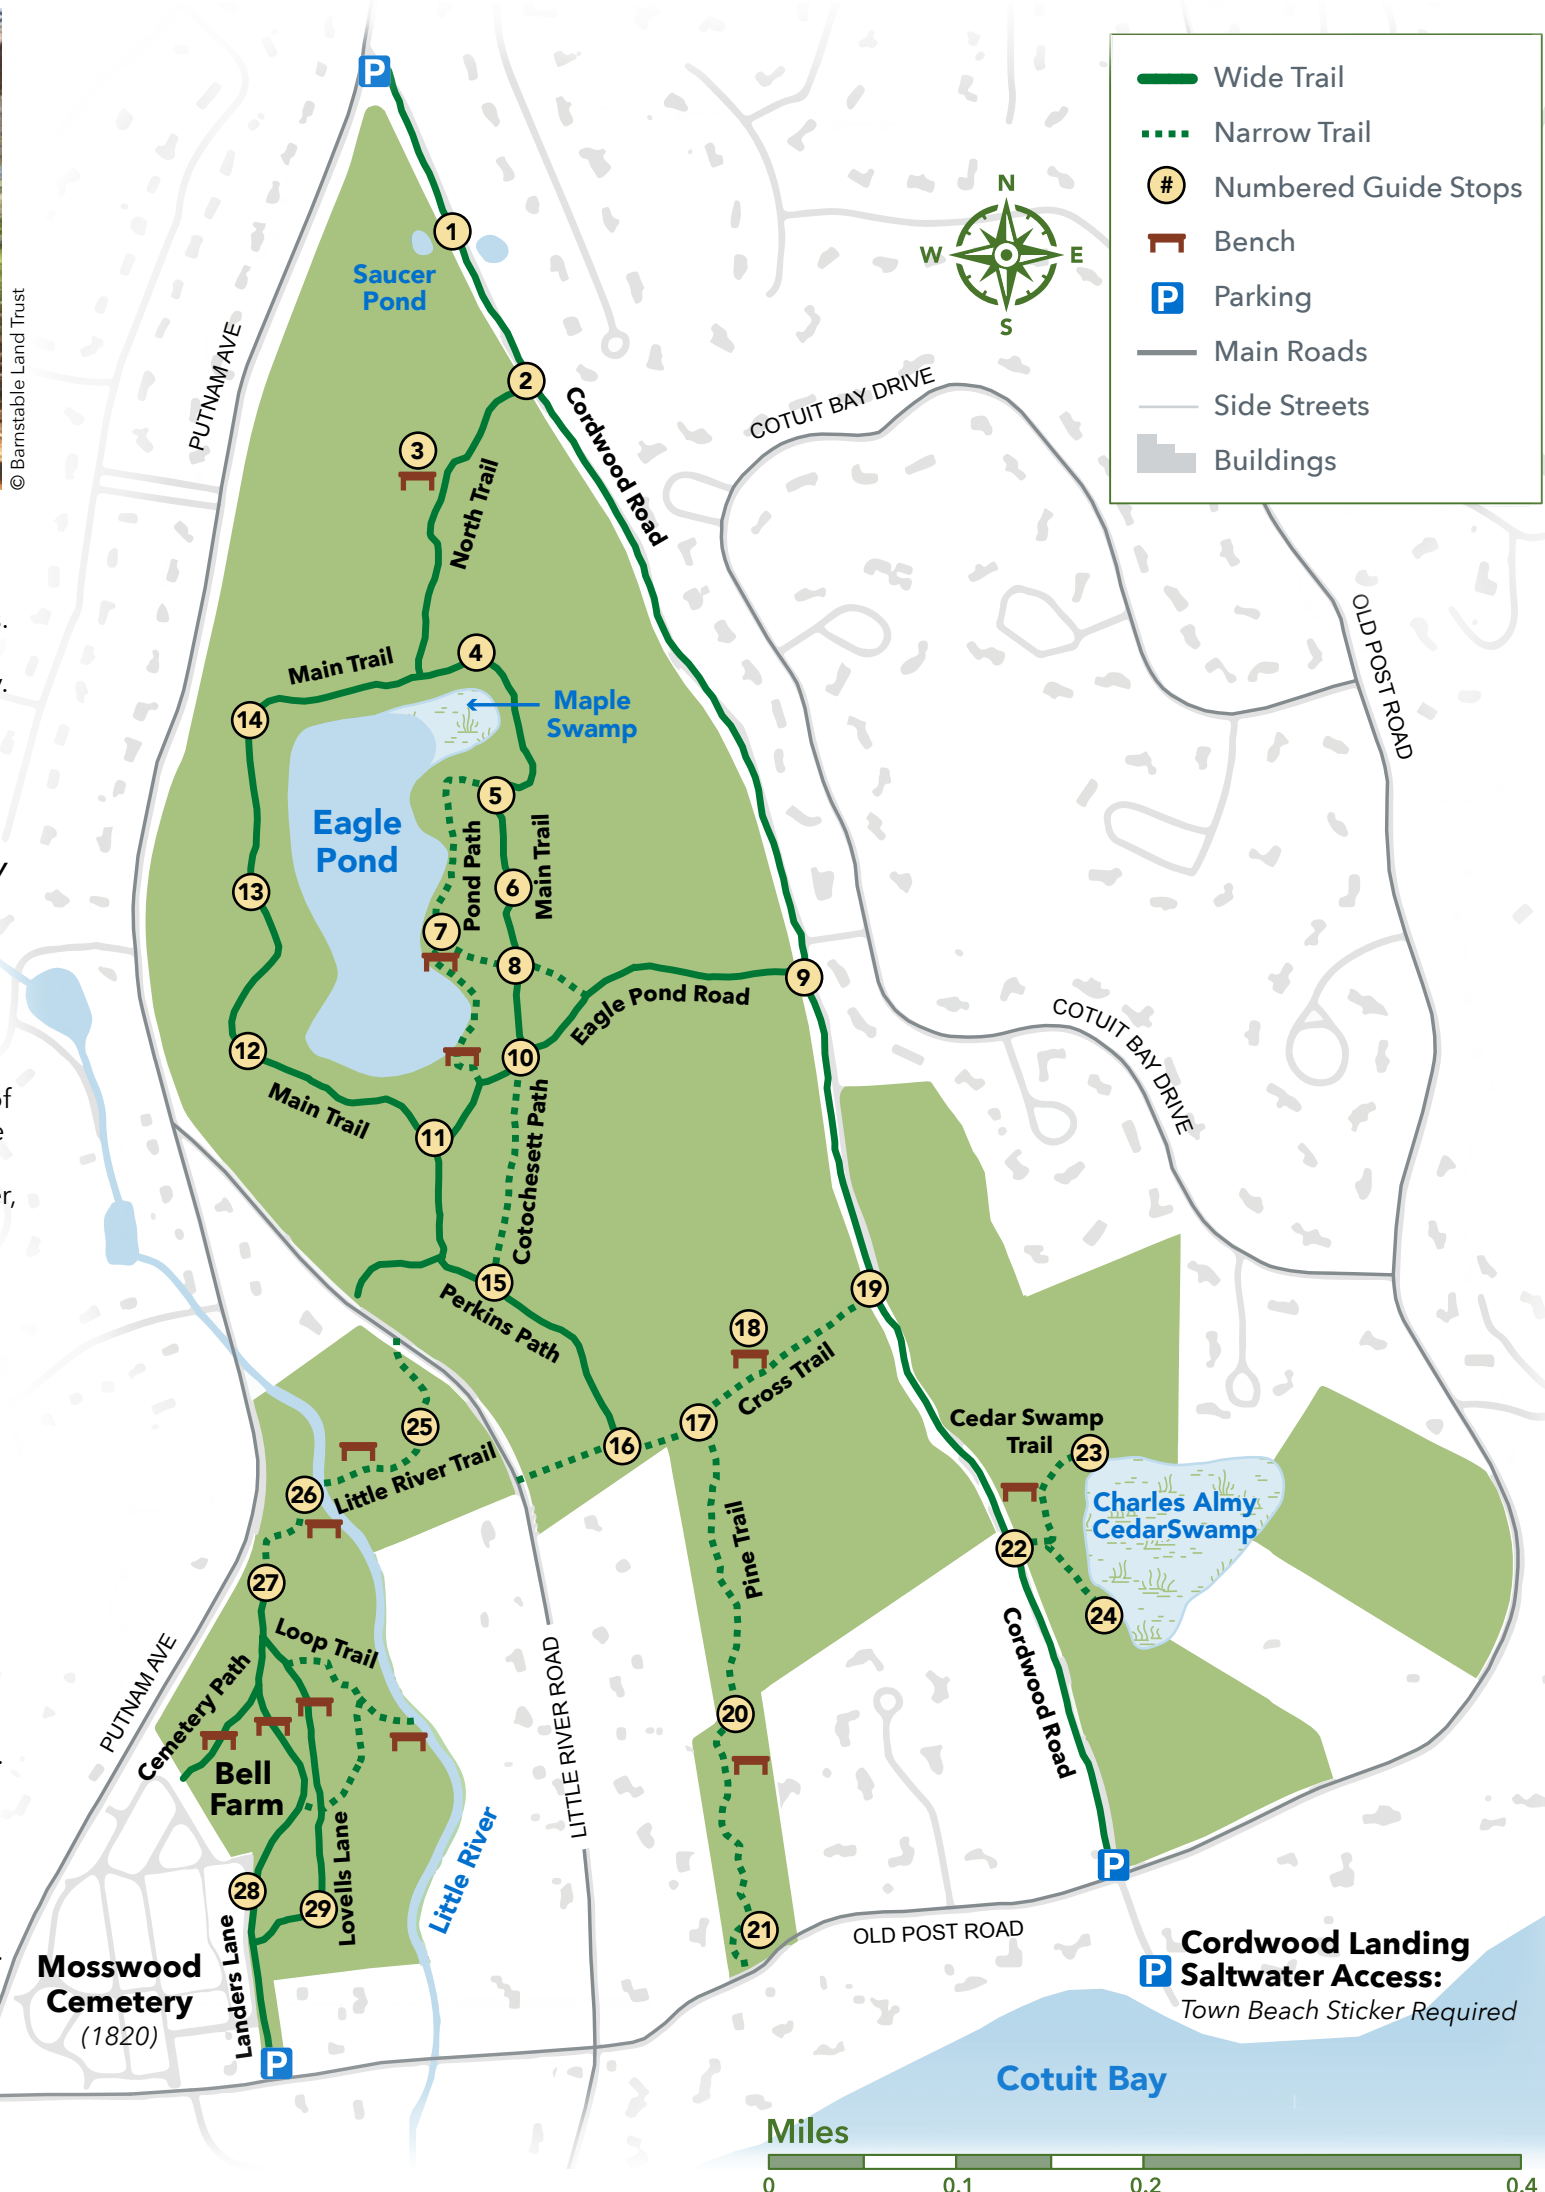 © Barnstable Land Trust
Wide Trail
Narrow Trail
#
Numbered Guide Stops
Bench
P
Parking
Main Roads
Side Streets
Buildings
N
W
E
S
P
1
Saucer
Pond
PUTNAM AVE
2
Cordwood Road
COTUIT BAY DRIVE
3
North Trail
OLD POST ROAD
4
Main Trail
14
Maple
Swamp
5
Eagle
Pond
Pond Path
Main Trail
6
13
7
8
9
Eagle Pond Road
COTUIT BAY DRIVE
12
10
Main Trail
11
Cotochesett Path
15
Perkins Path
19
18
Cross Trail
17
16
25
Little River Trail
26
Cedar Swamp
Trail
23
Charles Almy
CedarSwamp
22
24
Pine Trail
27
Loop Trail
Cemetery Path
PUTNAM AVE
LITTLE RIVER ROAD
Cordwood Road
20
Bell
Farm
Lovells Lane
Little River
P
28
29
21
OLD POST ROAD
Landers Lane
Mosswood
Cemetery
(1820)
P
P
Cordwood Landing
Saltwater Access:
Town Beach Sticker Required
Cotuit Bay
Miles
0
0.1
0.2
0.4
.
y.
y
of
e
er,
.
.